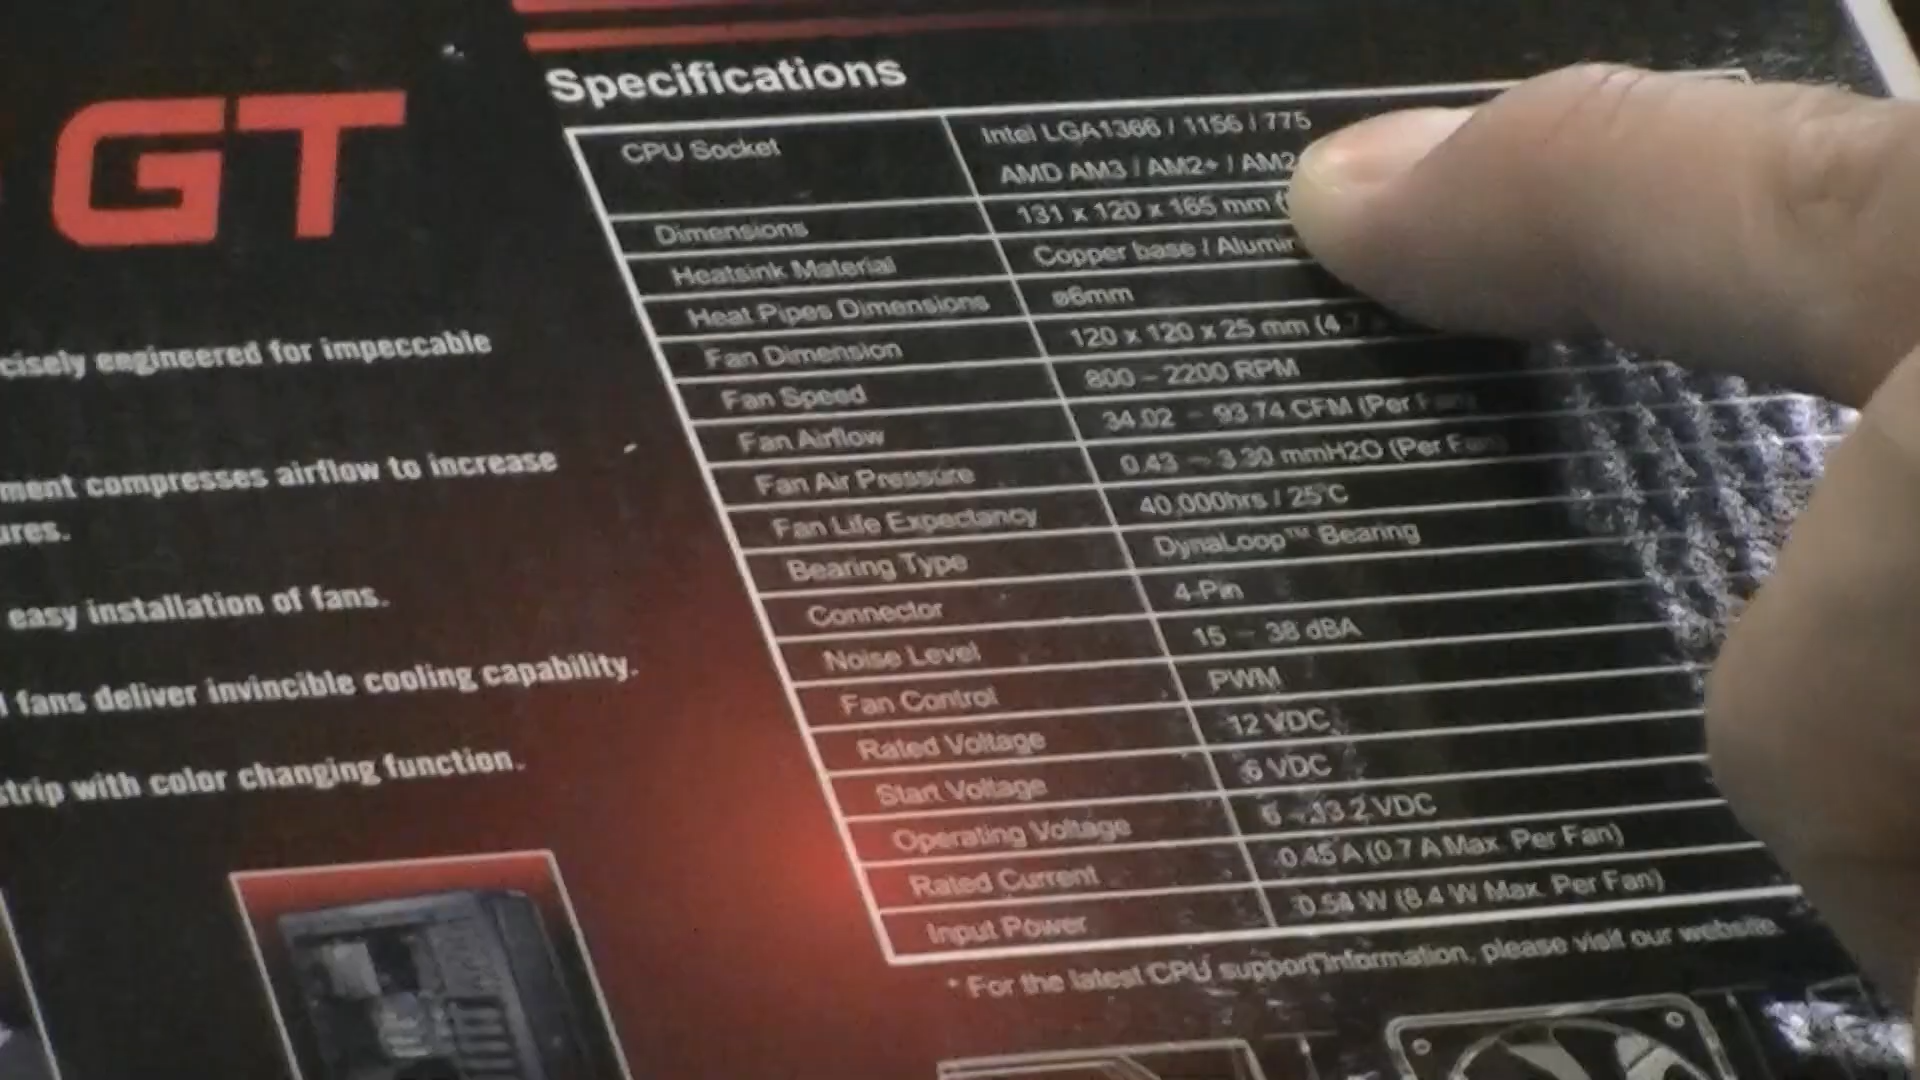 GT
cisely engineered for impeccable
ment compresses airflow to increase
ures.
easy installation of fans.
fans deliver invincible cooling capability.
strip with color changing function.
Specifications
CPU Socket Intel LGA1366 / 1156 / 775
AMD AM3 / AM2+ / AM2
Dimensions 131 x 120 x 165 mm (
Heatsink Material Copper base / Alumin
Heat Pipes Dimensions ø6mm
Fan Dimension 120 x 120 x 25 mm (4.7
Fan Speed 800 – 2200 RPM
Fan Airflow 34.02 – 93.74 CFM (Per Fan)
Fan Air Pressure 0.43 – 3.30 mmH2O (Per Fan)
Fan Life Expectancy 40,000hrs / 25°C
Bearing Type DynaLoop™ Bearing
Connector 4-Pin
Noise Level 15 – 38 dBA
Fan Control PWM
Rated Voltage 12 VDC
Start Voltage 6 VDC
Operating Voltage 6 – 13.2 VDC
Rated Current 0.45 A (0.7 A Max. Per Fan)
Input Power 0.54 W (8.4 W Max. Per Fan)
* For the latest CPU support information, please visit our website.